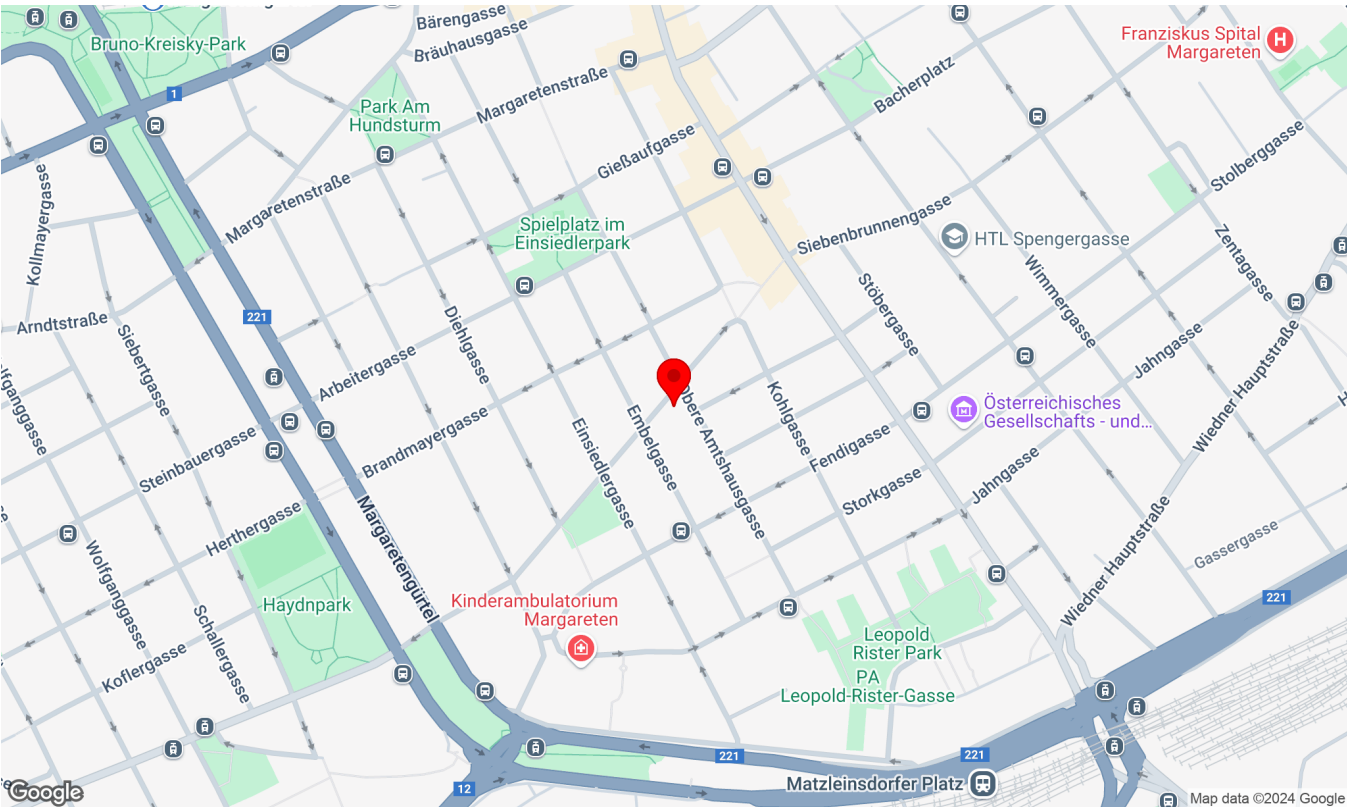 Bärengasse
Bräuhausgasse
Bruno-Kreisky-Park
Franziskus Spital
Margareten
1
Park Am
Hundsturm
Margaretenstraße
Bacherplatz
Gießaufgasse
Stolberggasse
Kollmayergasse
Margaretenstraße
Spielplatz im
Einsiedlerpark
Siebenbrunnengasse
HTL Spengergasse
Zentagasse
Wimmergasse
Stöbergasse
Arndtstraße
221
Siebertgasse
Diehlgasse
Arbeitergasse
Jahngasse
Wiedner Hauptstraße
Kohlgasse
Österreichisches
Gesellschafts - und...
Obere Amtshausgasse
Embelgasse
Einsiedlergasse
Brandmayergasse
Steinbauergasse
Fendigasse
Storkgasse
Jahngasse
Herthergasse
Margaretengürtel
Wiedner Hauptstraße
Gassergasse
Wolfganggasse
Schallergasse
Haydnpark
Kinderambulatorium
Margareten
221
Leopold
Rister Park
PA
Leopold-Rister-Gasse
Koflergasse
221
221
12
Matzleinsdorfer Platz
Google
Map data ©2024 Google